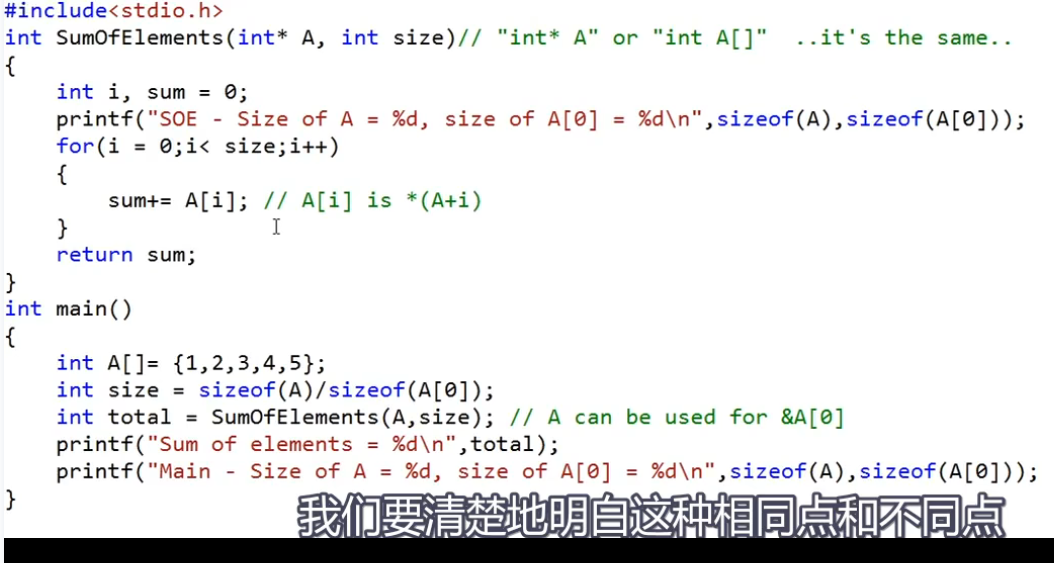 #include<stdio.h>
int SumOfElements(int* A, int size)// "int* A" or "int A[]"  ..it's the same..
{
    int i, sum = 0;
    printf("SOE - Size of A = %d, size of A[0] = %d\n",sizeof(A),sizeof(A[0]));
    for(i = 0;i< size;i++)
    {
        sum+= A[i]; // A[i] is *(A+i)
    }
    return sum;
}
int main()
{
    int A[]= {1,2,3,4,5};
    int size = sizeof(A)/sizeof(A[0]);
    int total = SumOfElements(A,size); // A can be used for &A[0]
    printf("Sum of elements = %d\n",total);
    printf("Main - Size of A = %d, size of A[0] = %d\n",sizeof(A),sizeof(A[0]));
}
我们要清楚地明白这种相同点和不同点